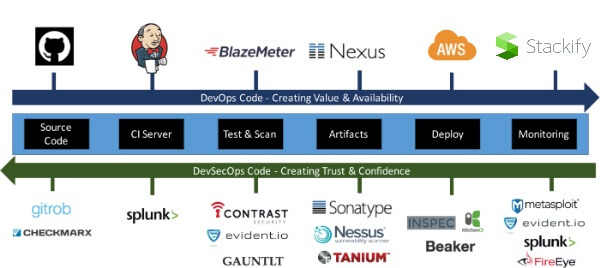 BlazeMeter
Nexus
AWS
Stackify
DevOps Code - Creating Value & Availability
Source
Code
CI Server
Test & Scan
Artifacts
Deploy
Monitoring
DevSecOps Code - Creating Trust & Confidence
gitrob
CHECKMARX
splunk>
CONTRAST
SECURITY
evident.io
GAUNTLT
Sonatype
Nessus
vulnerability scanner
TANIUM
INSPEC
KitchenCI
Beaker
metasploit
evident.io
splunk>
FireEye